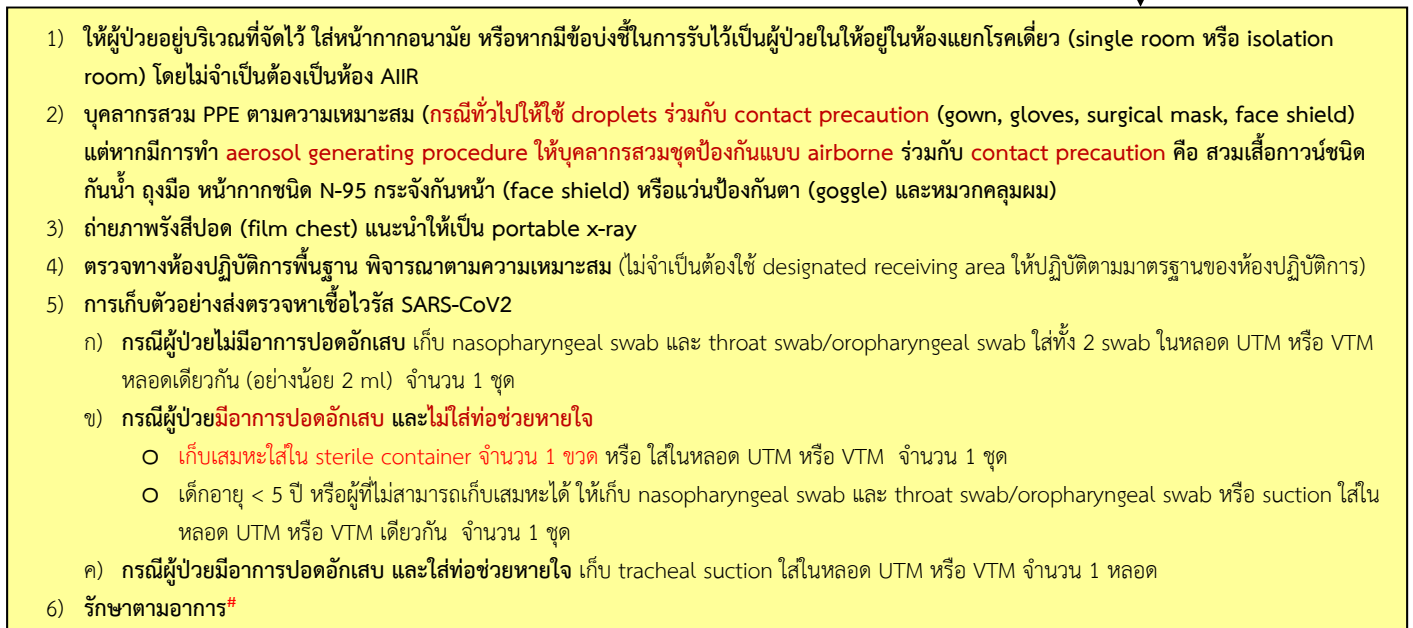 1) ให้ผู้ป่วยอยู่บริเวณที่จัดไว้ ใส่หน้ากากอนามัย หรือหากมีข้อบ่งชี้ในการรับไว้เป็นผู้ป่วยในให้อยู่ในห้องแยกโรคเดี่ยว (single room หรือ isolation
room) โดยไม่จำเป็นต้องเป็นห้อง AIIR
2) บุคลากรสวม PPE ตามความเหมาะสม (กรณีทั่วไปให้ใช้ droplets ร่วมกับ contact precaution (gown, gloves, surgical mask, face shield)
แต่หากมีการทำ aerosol generating procedure ให้บุคลากรสวมชุดป้องกันแบบ airborne ร่วมกับ contact precaution คือ สวมเสื้อกาวน์ชนิด
กันน้ำ ถุงมือ หน้ากากชนิด N-95 กระจังกันหน้า (face shield) หรือแว่นป้องกันตา (goggle) และหมวกคลุมผม)
3) ถ่ายภาพรังสีปอด (film chest) แนะนำให้เป็น portable x-ray
4) ตรวจทางห้องปฏิบัติการพื้นฐาน พิจารณาตามความเหมาะสม (ไม่จำเป็นต้องใช้ designated receiving area ให้ปฏิบัติตามมาตรฐานของห้องปฏิบัติการ)
5) การเก็บตัวอย่างส่งตรวจหาเชื้อไวรัส SARS-CoV2
ก) กรณีผู้ป่วยไม่มีอาการปอดอักเสบ เก็บ nasopharyngeal swab และ throat swab/oropharyngeal swab ใส่ทั้ง 2 swab ในหลอด UTM หรือ VTM
หลอดเดียวกัน (อย่างน้อย 2 ml) จำนวน 1 ชุด
ข) กรณีผู้ป่วยมีอาการปอดอักเสบ และไม่ใส่ท่อช่วยหายใจ
o เก็บเสมหะใส่ใน sterile container จำนวน 1 ขวด หรือ ใส่ในหลอด UTM หรือ VTM จำนวน 1 ชุด
o เด็กอายุ < 5 ปี หรือผู้ที่ไม่สามารถเก็บเสมหะได้ ให้เก็บ nasopharyngeal swab และ throat swab/oropharyngeal swab หรือ suction ใส่ใน
หลอด UTM หรือ VTM เดียวกัน จำนวน 1 ชุด
ค) กรณีผู้ป่วยมีอาการปอดอักเสบ และใส่ท่อช่วยหายใจ เก็บ tracheal suction ใส่ในหลอด UTM หรือ VTM จำนวน 1 หลอด
6) รักษาตามอาการ#